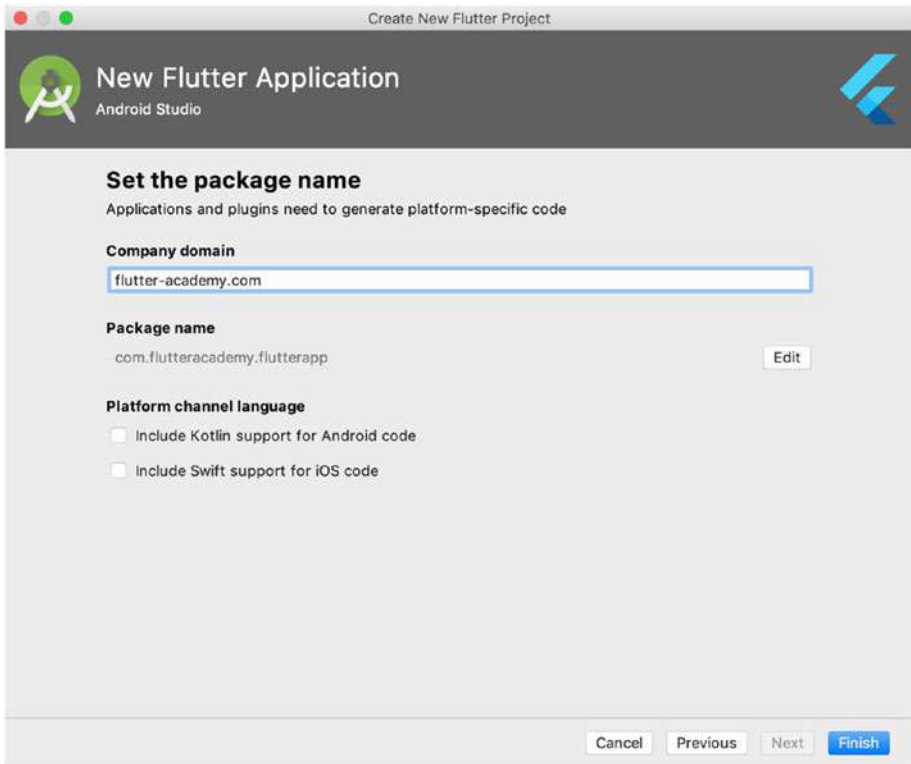 Create New Flutter Project
New Flutter Application
Android Studio
Set the package name
Applications and plugins need to generate platform-specific code
Company domain
flutter-academy.com
Package name
com.flutteracademy.flutterapp
Edit
Platform channel language
Include Kotlin support for Android code
Include Swift support for iOS code
Cancel Previous Next Finish